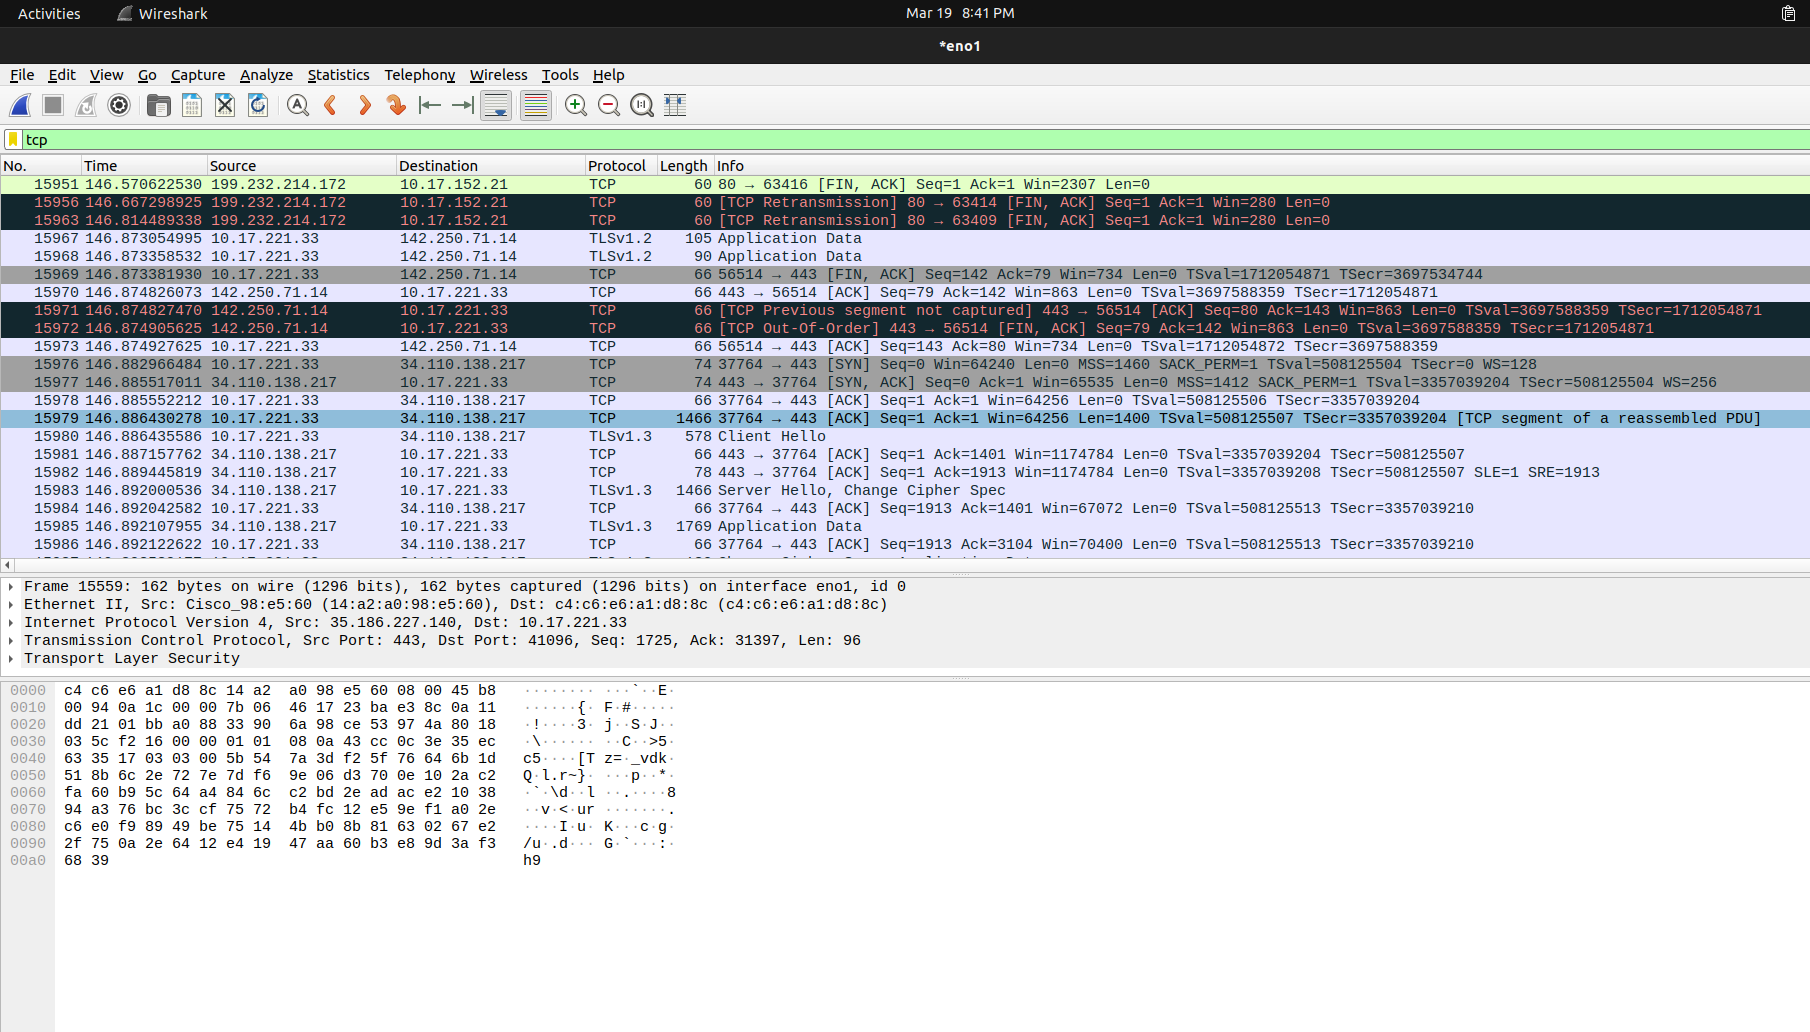 Activities Wireshark Mar 19 8:41 PM
*eno1
File Edit View Go Capture Analyze Statistics Telephony Wireless Tools Help
tcp
No. Time Source Destination Protocol Length Info
15951 146.570622530 199.232.214.172 10.17.152.21 TCP 60 80 → 63416 [FIN, ACK] Seq=1 Ack=1 Win=2307 Len=0
15956 146.667298925 199.232.214.172 10.17.152.21 TCP 60 [TCP Retransmission] 80 → 63414 [FIN, ACK] Seq=1 Ack=1 Win=280 Len=0
15963 146.814489338 199.232.214.172 10.17.152.21 TCP 60 [TCP Retransmission] 80 → 63409 [FIN, ACK] Seq=1 Ack=1 Win=280 Len=0
15967 146.873054995 10.17.221.33 142.250.71.14 TLSv1.2 105 Application Data
15968 146.873358532 10.17.221.33 142.250.71.14 TLSv1.2 90 Application Data
15969 146.873381930 10.17.221.33 142.250.71.14 TCP 66 56514 → 443 [FIN, ACK] Seq=142 Ack=79 Win=734 Len=0 TSval=1712054871 TSecr=3697534744
15970 146.874826073 142.250.71.14 10.17.221.33 TCP 66 443 → 56514 [ACK] Seq=79 Ack=142 Win=863 Len=0 TSval=3697588359 TSecr=1712054871
15971 146.874827470 142.250.71.14 10.17.221.33 TCP 66 [TCP Previous segment not captured] 443 → 56514 [ACK] Seq=80 Ack=143 Win=863 Len=0 TSval=3697588359 TSecr=1712054871
15972 146.874905625 142.250.71.14 10.17.221.33 TCP 66 [TCP Out-Of-Order] 443 → 56514 [FIN, ACK] Seq=79 Ack=142 Win=863 Len=0 TSval=3697588359 TSecr=1712054871
15973 146.874927625 10.17.221.33 142.250.71.14 TCP 66 56514 → 443 [ACK] Seq=143 Ack=80 Win=734 Len=0 TSval=1712054872 TSecr=3697588359
15976 146.882966484 10.17.221.33 34.110.138.217 TCP 74 37764 → 443 [SYN] Seq=0 Win=64240 Len=0 MSS=1460 SACK_PERM=1 TSval=508125504 TSecr=0 WS=128
15977 146.885517011 34.110.138.217 10.17.221.33 TCP 74 443 → 37764 [SYN, ACK] Seq=0 Ack=1 Win=65535 Len=0 MSS=1412 SACK_PERM=1 TSval=3357039204 TSecr=508125504 WS=256
15978 146.885552212 10.17.221.33 34.110.138.217 TCP 66 37764 → 443 [ACK] Seq=1 Ack=1 Win=64256 Len=0 TSval=508125506 TSecr=3357039204
15979 146.886430278 10.17.221.33 34.110.138.217 TCP 1466 37764 → 443 [ACK] Seq=1 Ack=1 Win=64256 Len=1400 TSval=508125507 TSecr=3357039204 [TCP segment of a reassembled PDU]
15980 146.886435586 10.17.221.33 34.110.138.217 TLSv1.3 578 Client Hello
15981 146.887157762 34.110.138.217 10.17.221.33 TCP 66 443 → 37764 [ACK] Seq=1 Ack=1401 Win=1174784 Len=0 TSval=3357039204 TSecr=508125507
15982 146.889445819 34.110.138.217 10.17.221.33 TCP 78 443 → 37764 [ACK] Seq=1 Ack=1913 Win=1174784 Len=0 TSval=3357039208 TSecr=508125507 SLE=1 SRE=1913
15983 146.892000536 34.110.138.217 10.17.221.33 TLSv1.3 1466 Server Hello, Change Cipher Spec
15984 146.892042582 10.17.221.33 34.110.138.217 TCP 66 37764 → 443 [ACK] Seq=1913 Ack=1401 Win=67072 Len=0 TSval=508125513 TSecr=3357039210
15985 146.892107955 34.110.138.217 10.17.221.33 TLSv1.3 1769 Application Data
15986 146.892122622 10.17.221.33 34.110.138.217 TCP 66 37764 → 443 [ACK] Seq=1913 Ack=3104 Win=70400 Len=0 TSval=508125513 TSecr=3357039210
Frame 15559: 162 bytes on wire (1296 bits), 162 bytes captured (1296 bits) on interface eno1, id 0
Ethernet II, Src: Cisco_98:e5:60 (14:a2:a0:98:e5:60), Dst: c4:c6:e6:a1:d8:8c (c4:c6:e6:a1:d8:8c)
Internet Protocol Version 4, Src: 35.186.227.140, Dst: 10.17.221.33
Transmission Control Protocol, Src Port: 443, Dst Port: 41096, Seq: 1725, Ack: 31397, Len: 96
Transport Layer Security
0000 c4 c6 e6 a1 d8 8c 14 a2 a0 98 e5 60 08 00 45 b8 ········ ···`··E·
0010 00 94 0a 1c 00 00 7b 06 46 17 23 ba e3 8c 0a 11 ······{· F·#·····
0020 dd 21 01 bb a0 88 33 90 6a 98 ce 53 97 4a 80 18 ·!····3· j··S·J··
0030 03 5c f2 16 00 00 01 01 08 0a 43 cc 0c 3e 35 ec ·\······ ··C··>5·
0040 63 35 17 03 03 00 5b 54 7a 3d f2 5f 76 64 6b 1d c5····[T z=·_vdk·
0050 51 8b 6c 2e 72 7e 7d f6 9e 06 d3 70 0e 10 2a c2 Q·l.r~}· ···p··*·
0060 fa 60 b9 5c 64 a4 84 6c c2 bd 2e ad ac e2 10 38 ·`·\d··l ··.····8
0070 94 a3 76 bc 3c cf 75 72 b4 fc 12 e5 9e f1 a0 2e ··v·<·ur ·······.
0080 c6 e0 f9 89 49 be 75 14 4b b0 8b 81 63 02 67 e2 ····I·u· K···c·g·
0090 2f 75 0a 2e 64 12 e4 19 47 aa 60 b3 e8 9d 3a f3 /u·.d··· G·`···:·
00a0 68 39 h9